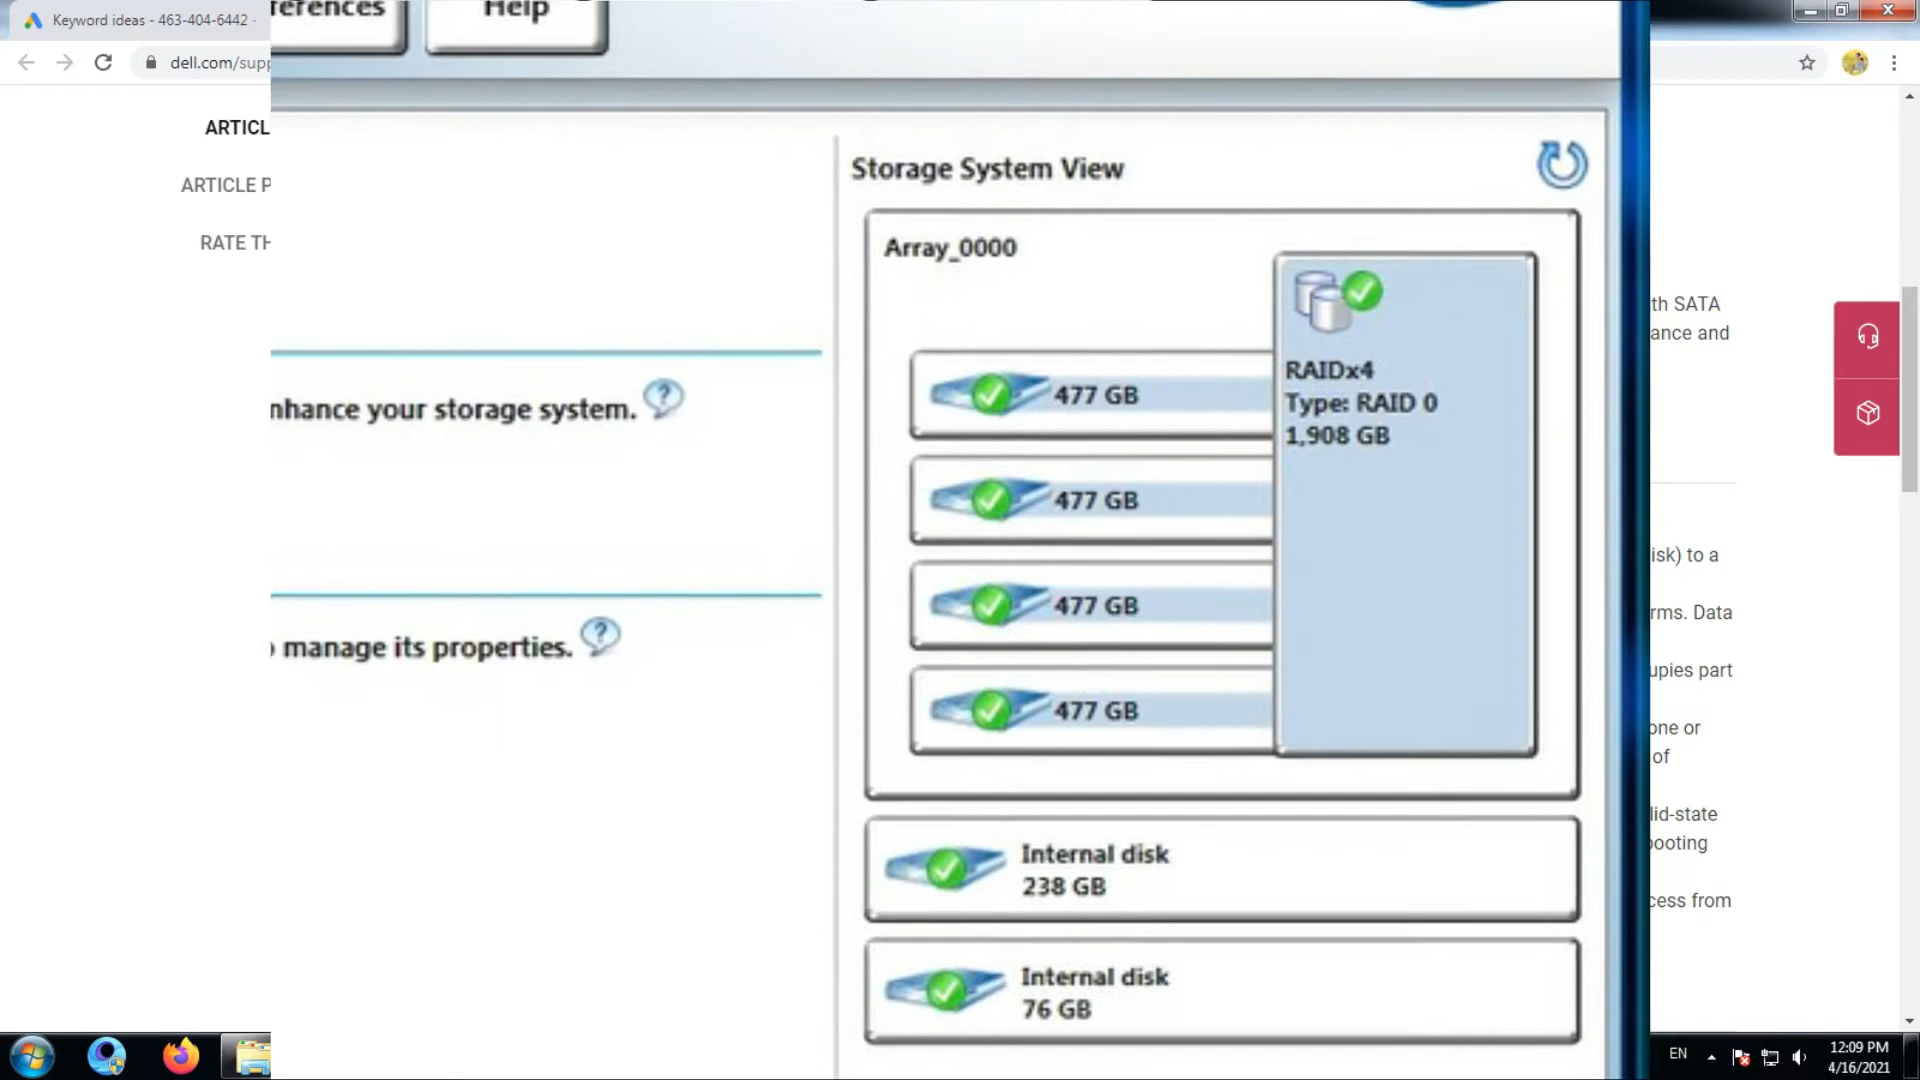 Keyword ideas - 463-404-6442 -
dell.com/supp
ferences
Help
ARTICL
ARTICLE P
RATE TH
nhance your storage system.
manage its properties.
Storage System View
Array_0000
477 GB
477 GB
477 GB
477 GB
RAIDx4
Type: RAID 0
1,908 GB
Internal disk
238 GB
Internal disk
76 GB
th SATA
ance and
isk) to a
rms. Data
upies part
one or
of
lid-state
ooting
cess from
EN
12:09 PM
4/16/2021